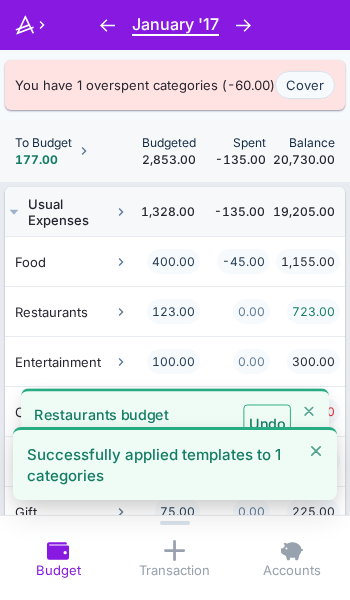 January '17
You have 1 overspent categories (-60.00) Cover
To Budget Budgeted Spent Balance
177.00 2,853.00 -135.00 20,730.00
Usual Expenses 1,328.00 -135.00 19,205.00
Food 400.00 -45.00 1,155.00
Restaurants 123.00 0.00 723.00
Entertainment 100.00 0.00 300.00
Restaurants budget Undo
Successfully applied templates to 1
categories
Gift 75.00 0.00 225.00
Budget Transaction Accounts